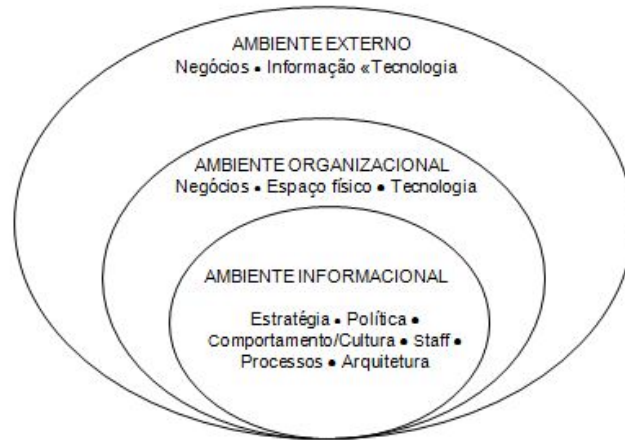 AMBIENTE EXTERNO
Negócios • Informação «Tecnologia
AMBIENTE ORGANIZACIONAL
Negócios • Espaço físico • Tecnologia
AMBIENTE INFORMACIONAL
Estratégia • Política •
Comportamento/Cultura • Staff •
Processos • Arquitetura